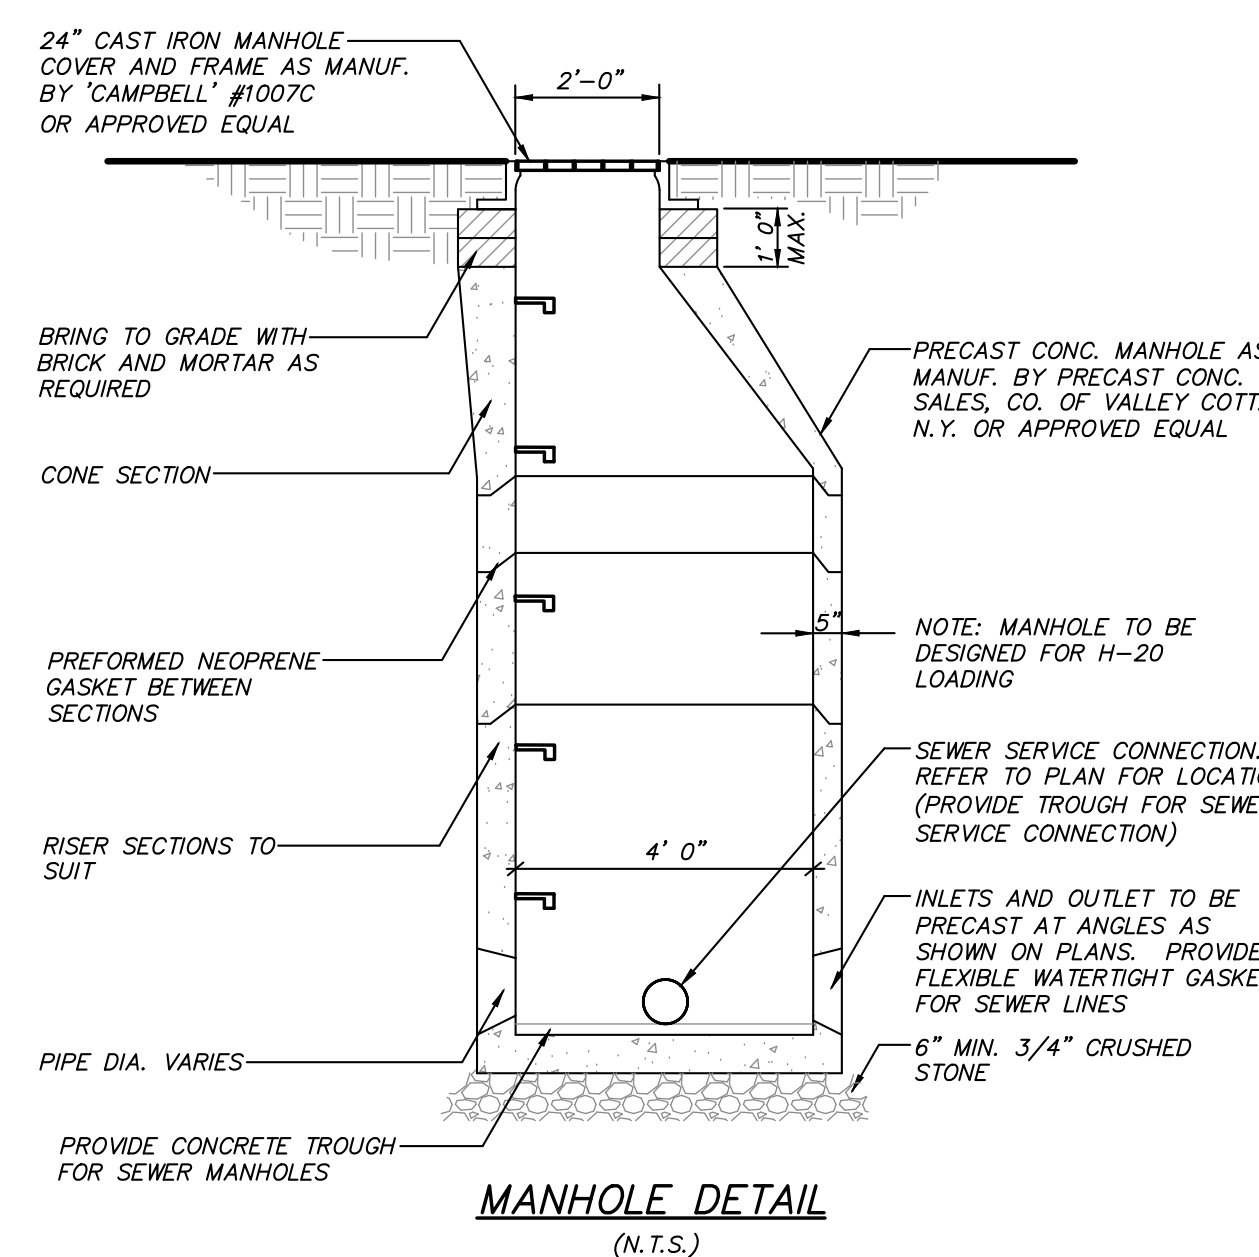 24" CAST IRON MANHOLE
COVER AND FRAME AS MANUF.
BY 'CAMPBELL' #1007C
OR APPROVED EQUAL
2'-0"
1' 0"
MAX.
BRING TO GRADE WITH
BRICK AND MORTAR AS
REQUIRED
PRECAST CONC. MANHOLE AS
MANUF. BY PRECAST CONC.
SALES, CO. OF VALLEY
N.Y. OR APPROVED EQUAL
CONE SECTION
5"
NOTE: MANHOLE TO BE
DESIGNED FOR H-20
LOADING
PREFORMED NEOPRENE
GASKET BETWEEN
SECTIONS
SEWER SERVICE CONNECTION.
REFER TO PLAN FOR
(PROVIDE TROUGH FOR
SERVICE CONNECTION)
RISER SECTIONS TO
SUIT
4' 0"
INLETS AND OUTLET TO BE
PRECAST AT ANGLES AS
SHOWN ON PLANS. PROVIDE
FLEXIBLE WATERTIGHT
FOR SEWER LINES
PIPE DIA. VARIES
6" MIN. 3/4" CRUSHED
STONE
PROVIDE CONCRETE TROUGH
FOR SEWER MANHOLES
MANHOLE DETAIL
(N.T.S.)